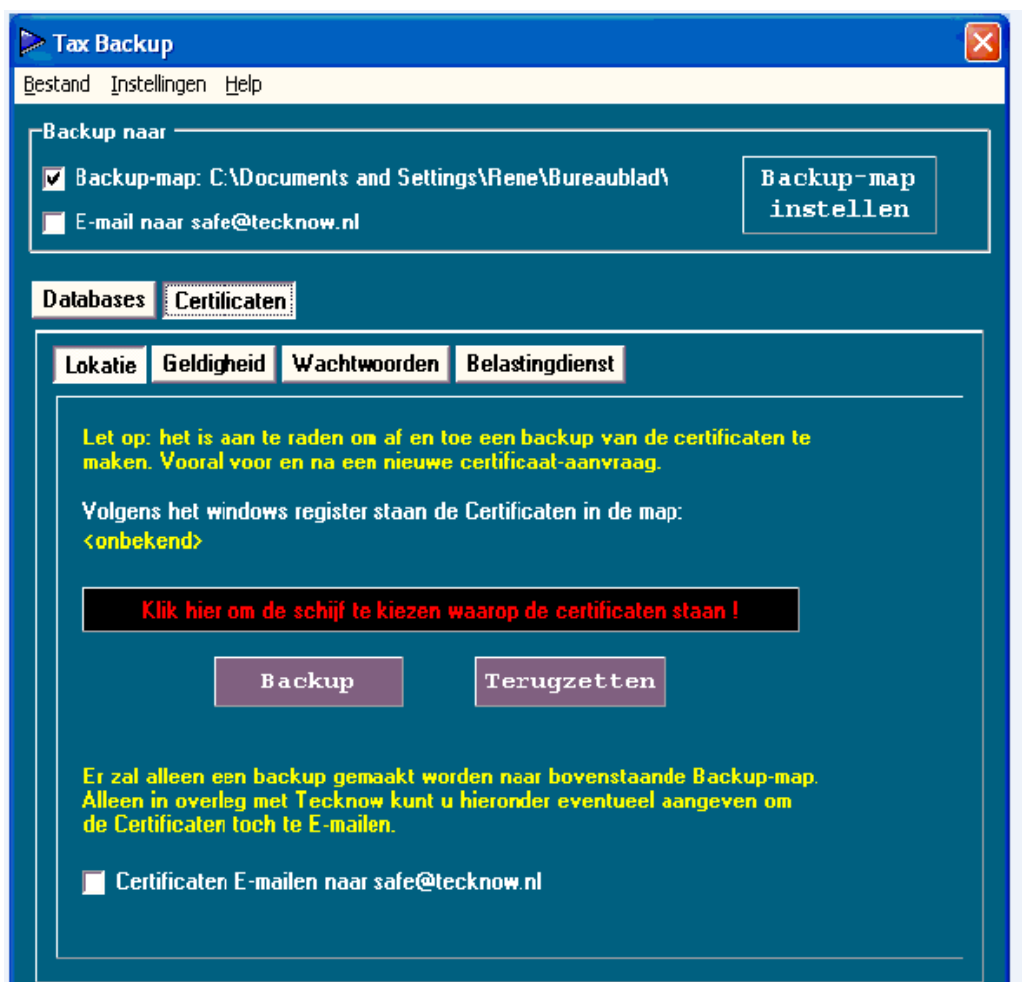 Tax Backup
Bestand Instellingen Help
Backup naar
Backup-map: C:\Documents and Settings\Rene\Bureaublad\
E-mail naar safe@tecknow.nl
Backup-map
instellen
Databases Certificaten
Lokatie Geldigheid Wachtwoorden Belastingdienst
Let op: het is aan te raden om af en toe een backup van de certificaten te
maken. Vooral voor en na een nieuwe certificaat-aanvraag.
Volgens het windows register staan de Certificaten in de map:
<onbekend>
Klik hier om de schijf te kiezen waarop de certificaten staan !
Backup Terugzetten
Er zal alleen een backup gemaakt worden naar bovenstaande Backup-map.
Alleen in overleg met Tecknow kunt u hieronder eventueel aangeven om
de Certificaten toch te E-mailen.
Certificaten E-mailen naar safe@tecknow.nl